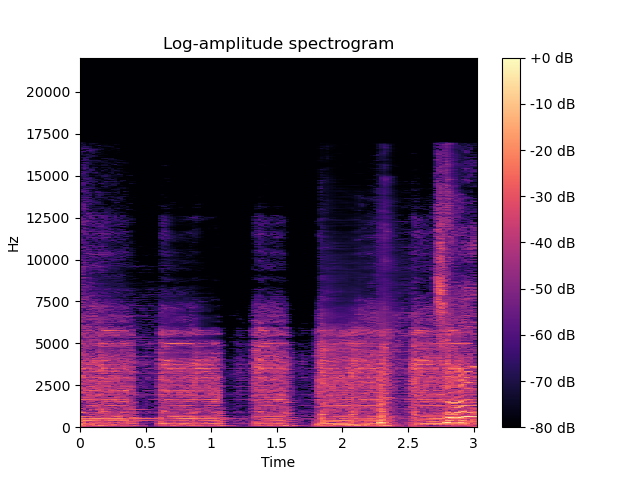 Log-amplitude spectrogram
20000
17500
15000
12500
10000
7500
5000
2500
0
Hz
0 0.5 1 1.5 2 2.5 3
Time
+0 dB
-10 dB
-20 dB
-30 dB
-40 dB
-50 dB
-60 dB
-70 dB
-80 dB